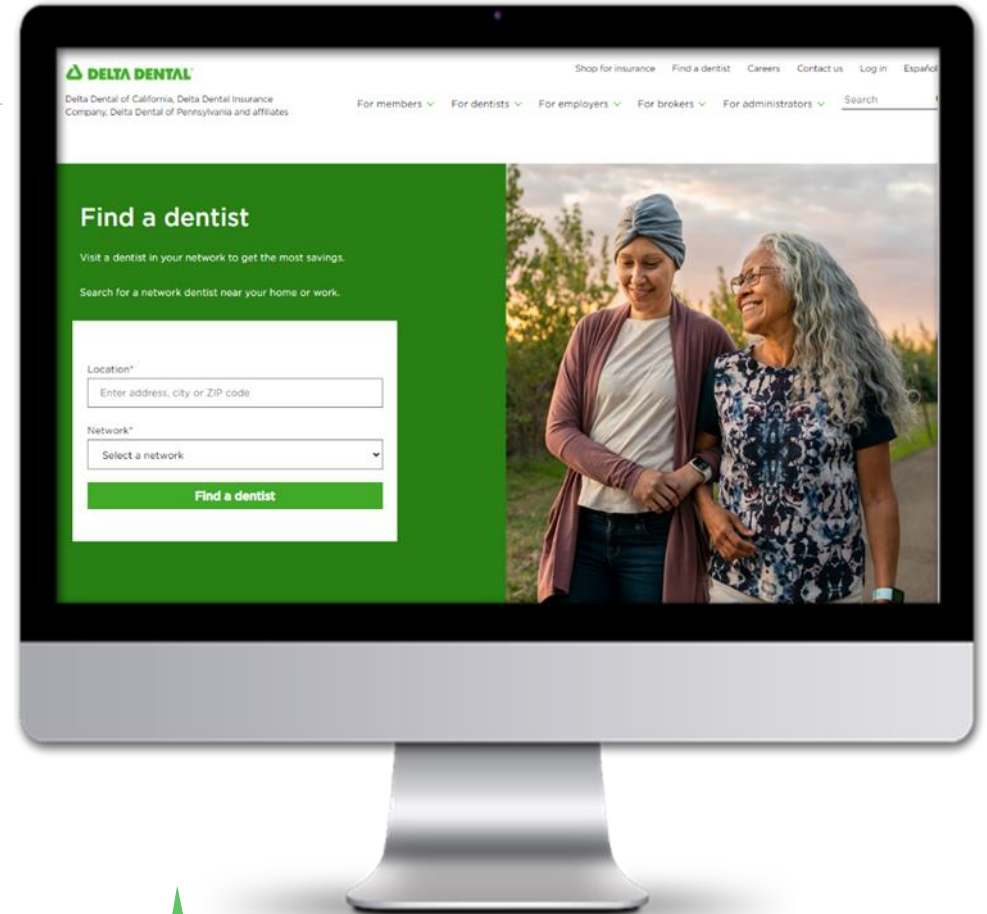 DELTA DENTAL
Delta Dental of California, Delta Dental Insurance
Company, Delta Dental of Pennsylvania and affiliates
Shop for insurance Find a dentist Careers Contact us Log in Español
For members For dentists For employers For brokers For administrators Search
Find a dentist
Visit a dentist in your network to get the most savings.
Search for a network dentist near your home or work.
Location*
Enter address, city or ZIP code
Network*
Select a network
Find a dentist